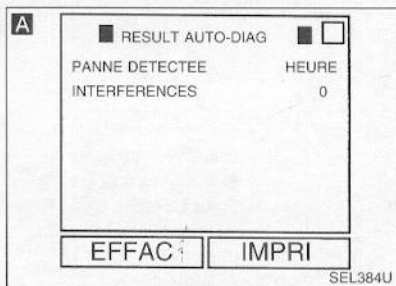 A
RESULT AUTO-DIAG
PANNE DETECTEE HEURE
INTERFERENCES 0
EFFAC IMPRI
SEL384U